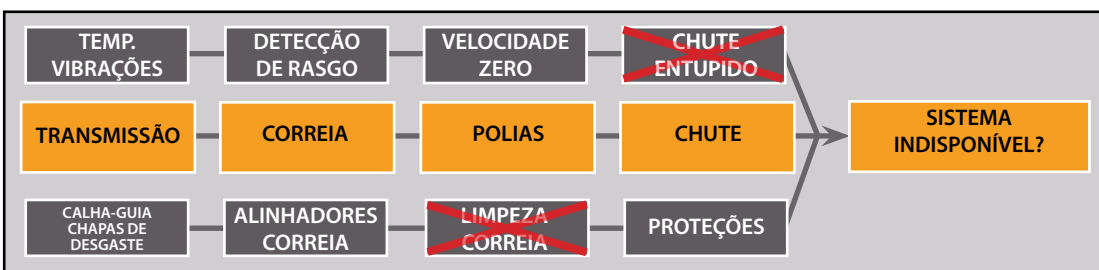 TEMP.
VIBRAÇÕES
DETECÇÃO
DE RASGO
VELOCIDADE
ZERO
CHUTE
ENTUPIDO
TRANSMISSÃO
CORREIA
POLIAS
CHUTE
SISTEMA
INDISPONÍVEL?
CALHA-GUIA
CHAPAS DE
DESGASTE
ALINHADORES
CORREIA
LIMPEZA
CORREIA
PROTEÇÕES